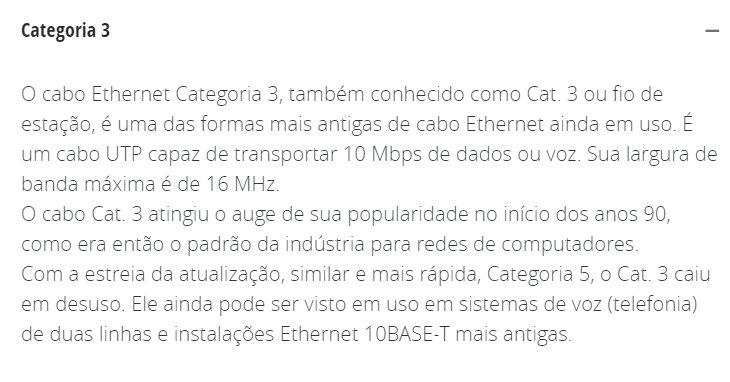 Categoria 3
O cabo Ethernet Categoria 3, também conhecido como Cat. 3 ou fio de
estação, é uma das formas mais antigas de cabo Ethernet ainda em uso. É
um cabo UTP capaz de transportar 10 Mbps de dados ou voz. Sua largura de
banda máxima é de 16 MHz.
O cabo Cat. 3 atingiu o auge de sua popularidade no início dos anos 90,
como era então o padrão da indústria para redes de computadores.
Com a estreia da atualização, similar e mais rápida, Categoria 5, o Cat. 3 caiu
em desuso. Ele ainda pode ser visto em uso em sistemas de voz (telefonia)
de duas linhas e instalações Ethernet 10BASE-T mais antigas.